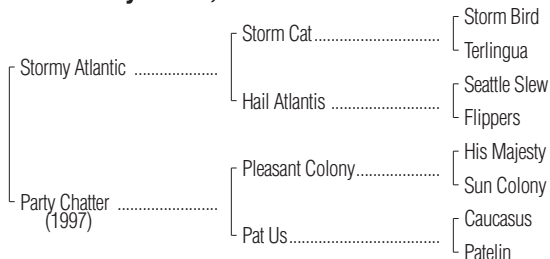 Storm Bird
Storm Cat....................
Terlingua
Stormy Atlantic ....................
Seattle Slew
Hail Atlantis ..........................
Flippers
His Majesty
Pleasant Colony....................
Sun Colony
Party Chatter ........................
(1997)
Caucasus
Pat Us....................................
Patelin